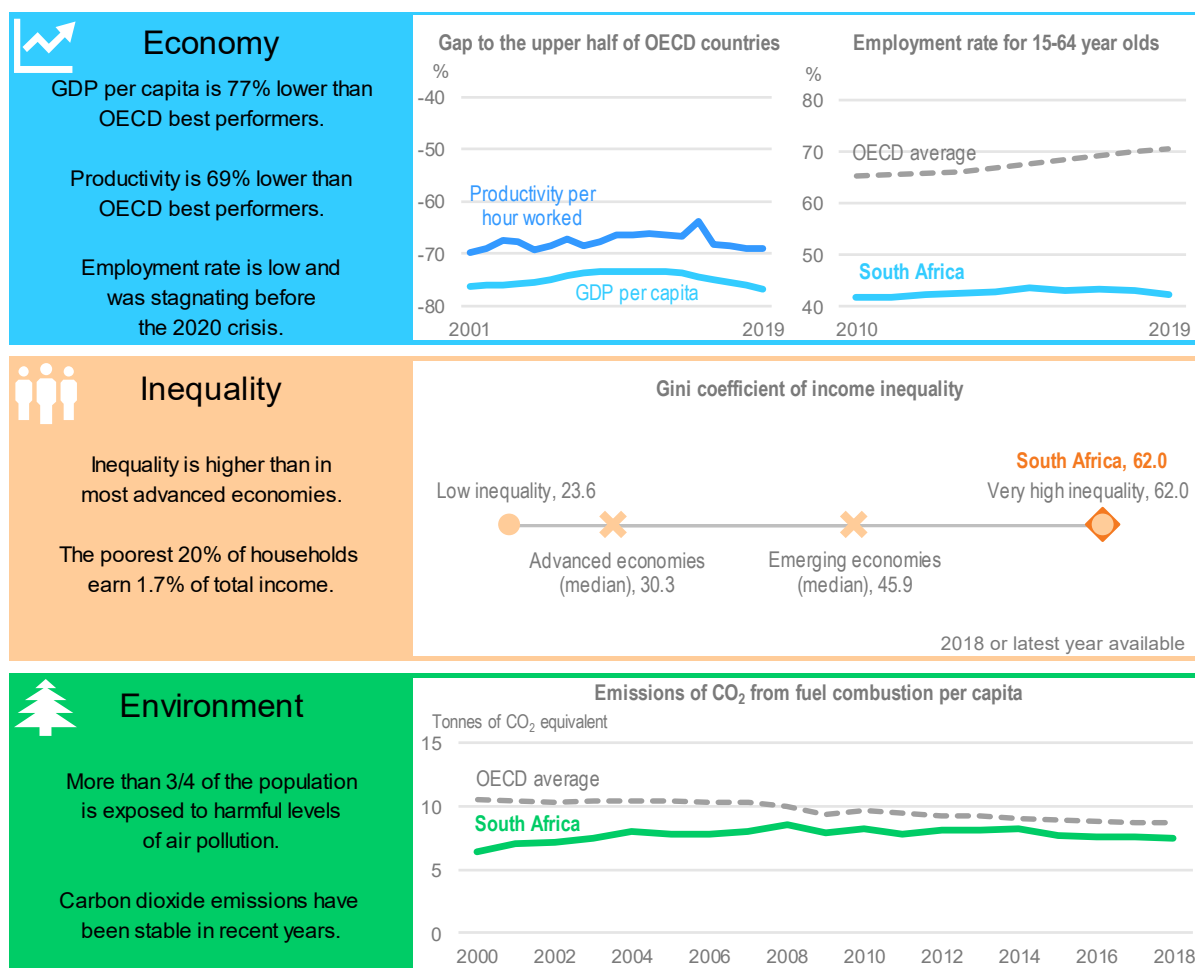 Economy
GDP per capita is 77% lower than
OECD best performers.
Productivity is 69% lower than
OECD best performers.
Employment rate is low and
was stagnating before
the 2020 crisis.
Gap to the upper half of OECD countries
%
-40
-50
-60
-70
-80
Productivity per
hour worked
GDP per capita
2001
2019
Employment rate for 15-64 year olds
%
80
70
60
50
40
OECD average
South Africa
2010
2019
Inequality
Inequality is higher than in
most advanced economies.
The poorest 20% of households
earn 1.7% of total income.
Gini coefficient of income inequality
South Africa, 62.0
Low inequality, 23.6
Very high inequality, 62.0
Advanced economies
(median), 30.3
Emerging economies
(median), 45.9
2018 or latest year available
Environment
More than 3/4 of the population
is exposed to harmful levels
of air pollution.
Carbon dioxide emissions have
been stable in recent years.
Emissions of CO₂ from fuel combustion per capita
Tonnes of CO₂ equivalent
15
10
5
0
OECD average
South Africa
2000 2002 2004 2006 2008 2010 2012 2014 2016 2018